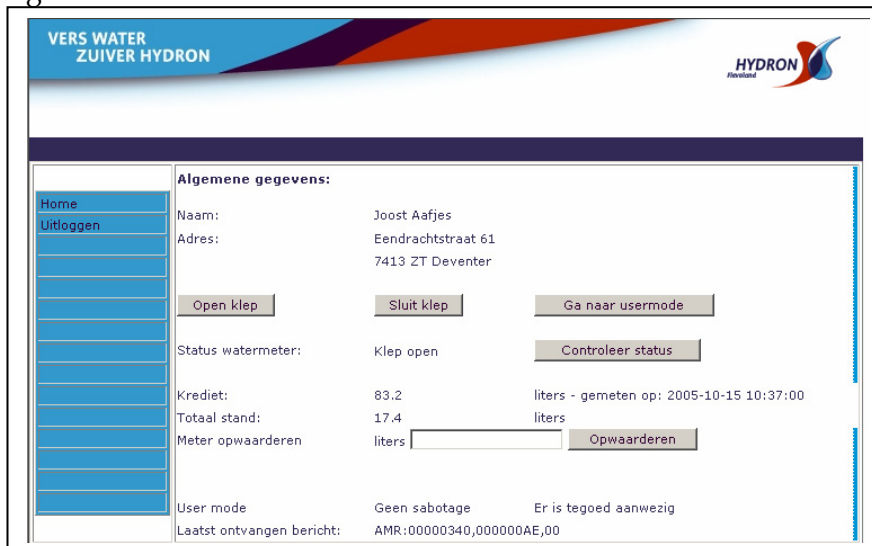 VERS WATER
ZUIVER HYDRON
HYDRON
Flevoland
Algemene gegevens:
Home
Uitloggen
Naam: Joost Aafjes
Adres: Eendrachtstraat 61
7413 ZT Deventer
Open klep Sluit klep Ga naar usermode
Status watermeter: Klep open Controleer status
Krediet: 83.2 liters - gemeten op: 2005-10-15 10:37:00
Totaal stand: 17.4 liters
Meter opwaarderen liters Opwaarderen
User mode Geen sabotage Er is tegoed aanwezig
Laatst ontvangen bericht: AMR:00000340,000000AE,00